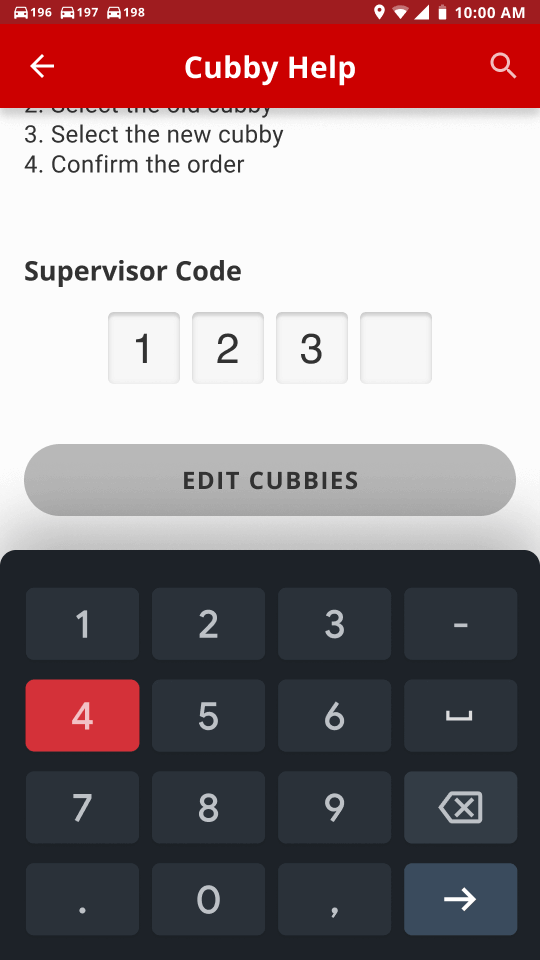 196 197 198 10:00 AM
Cubby Help
2. Select the old cubby
3. Select the new cubby
4. Confirm the order
Supervisor Code
1 2 3
EDIT CUBBIES
1 2 3 -
4 5 6
7 8 9
. 0 ,